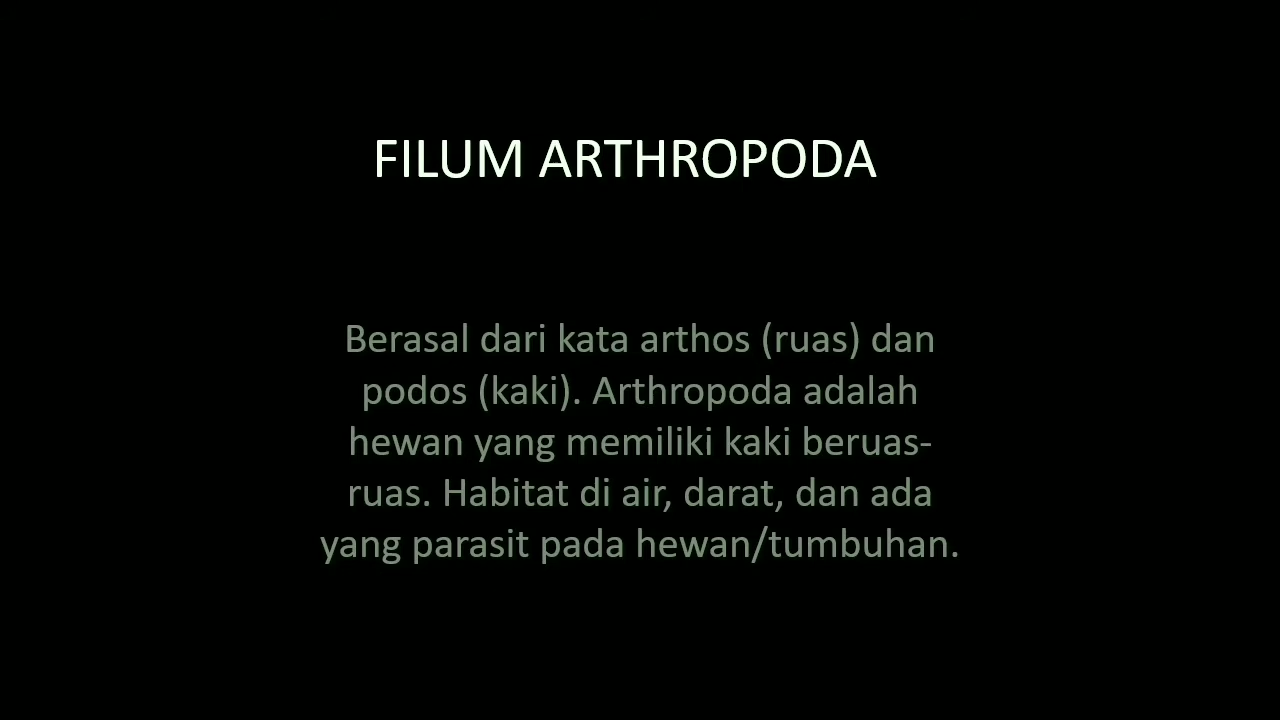 FILUM ARTHROPODA
Berasal dari kata arthos (ruas) dan
podos (kaki). Arthropoda adalah
hewan yang memiliki kaki beruas-
ruas. Habitat di air, darat, dan ada
yang parasit pada hewan/tumbuhan.